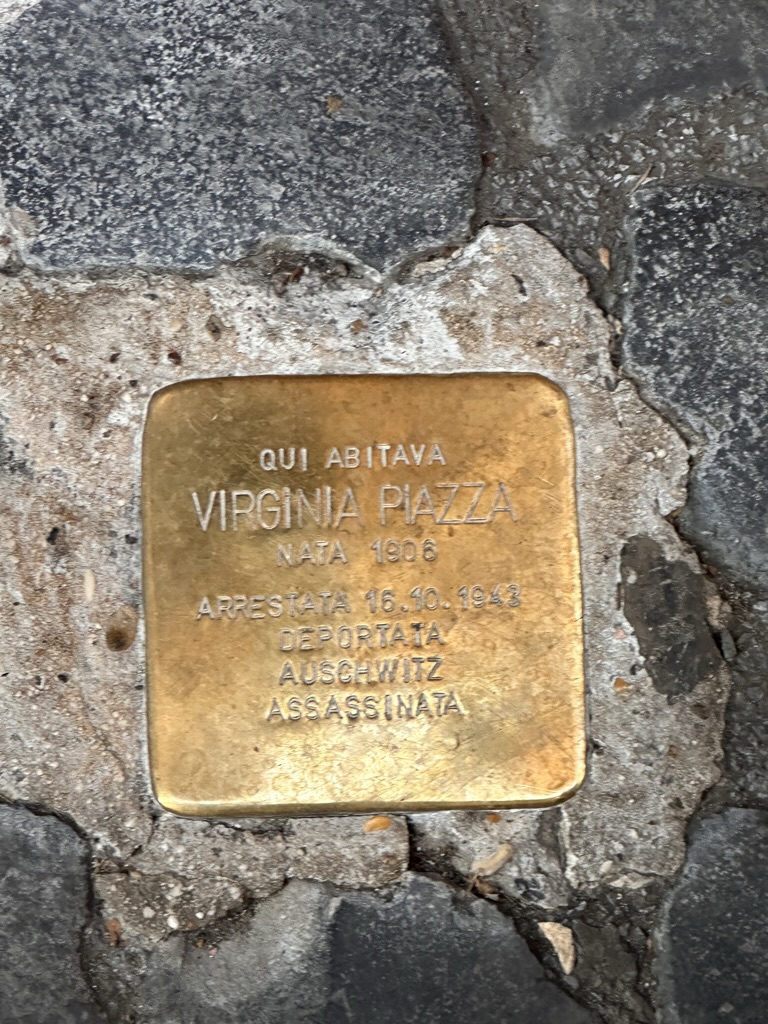 QUI ABITAVA
VIRGINIA PIAZZA
NATA 1906
ARRESTATA 16.10.1943
DEPORTATA
AUSCHWITZ
ASSASSINATA